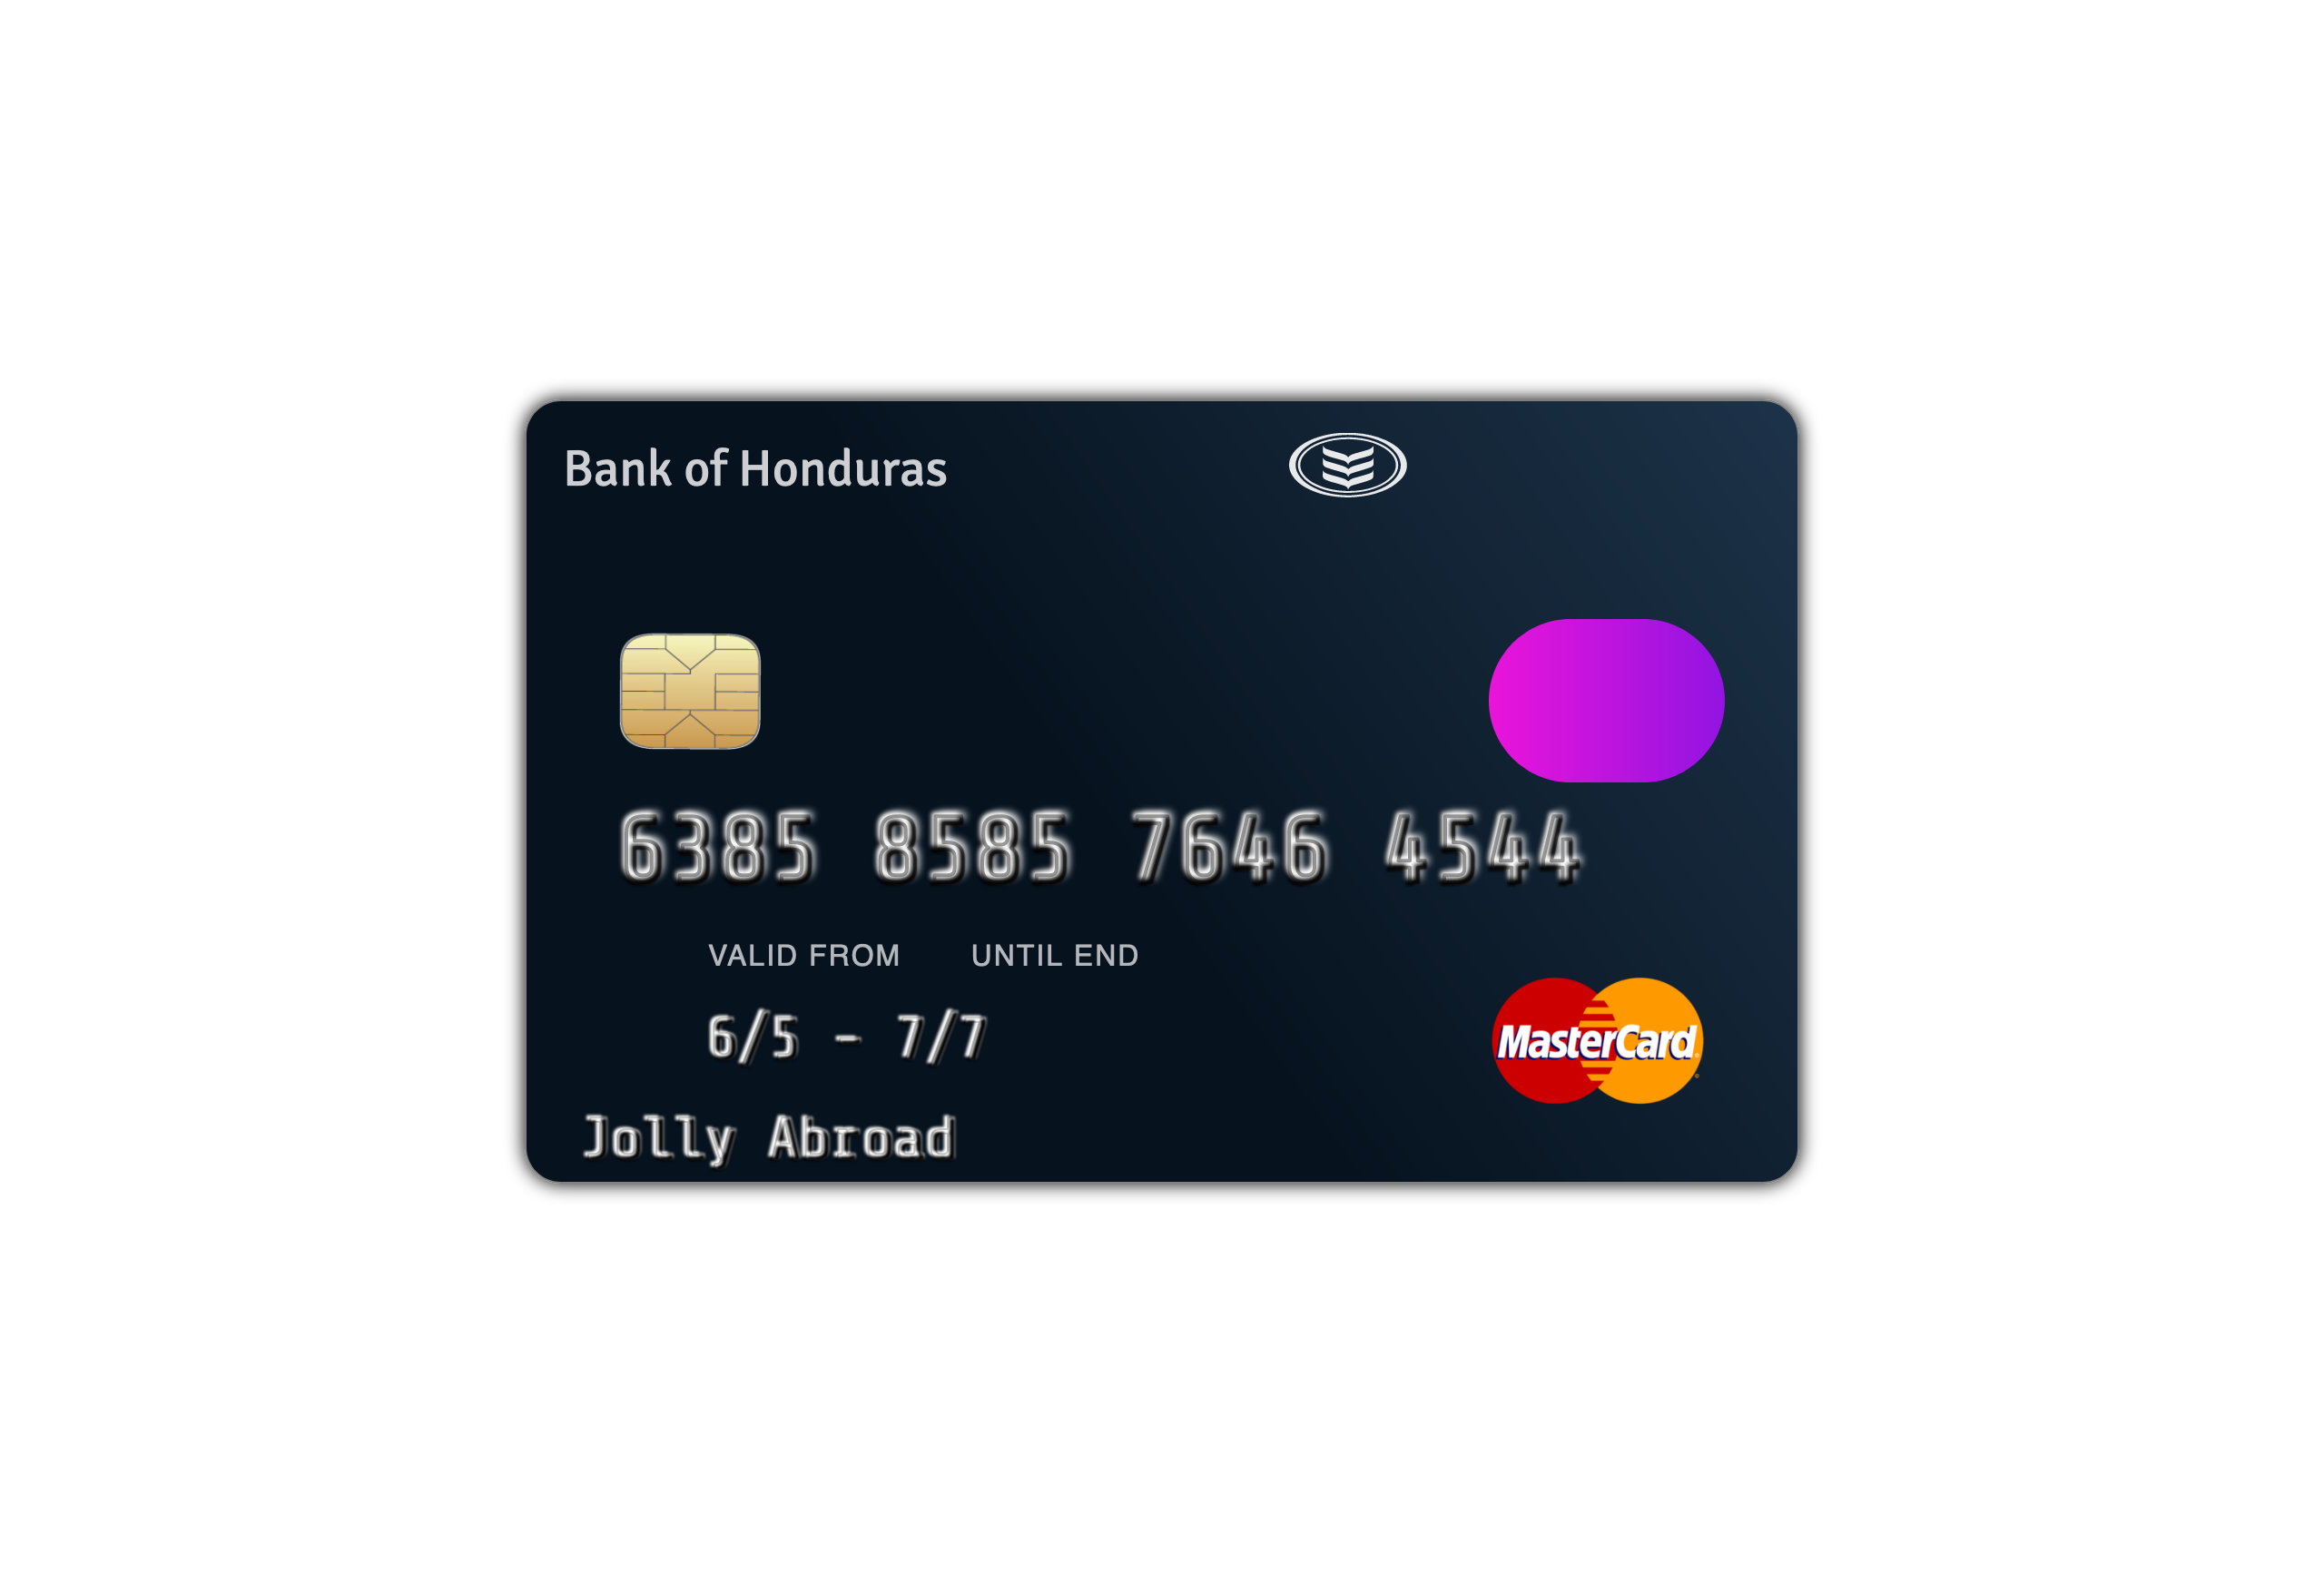 Bank of Honduras
6385 8585 7646 4544
VALID FROM UNTIL END
6/5 - 7/7
MasterCard
Jolly Abroad